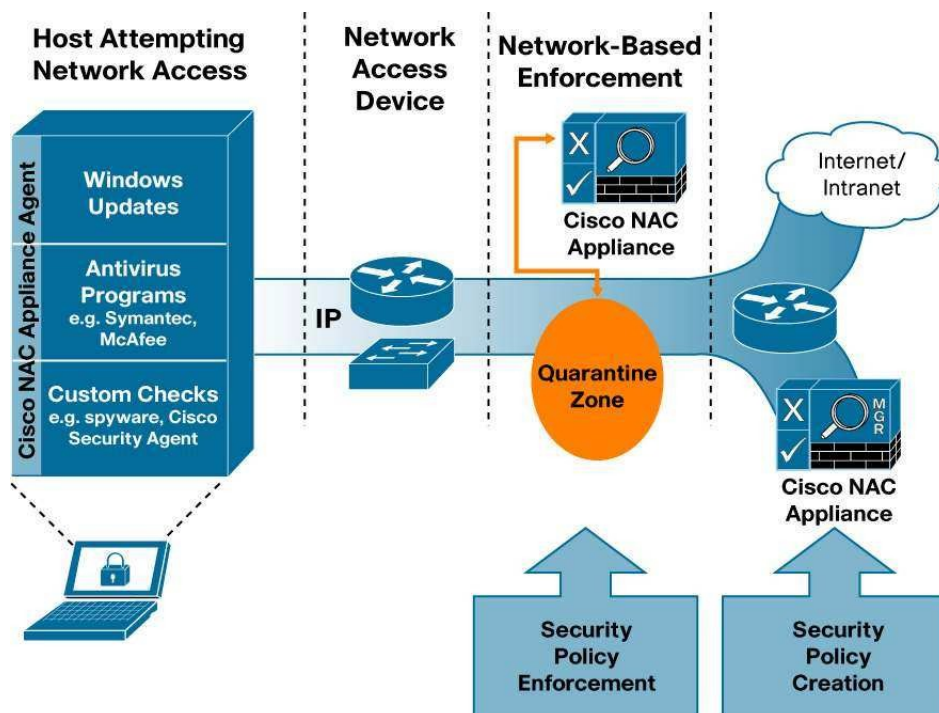 Host Attempting
Network Access
Network
Access
Device
Network-Based
Enforcement
Cisco NAC Appliance Agent
Windows
Updates
Antivirus
Programs
e.g. Symantec,
McAfee
Custom Checks
e.g. spyware, Cisco
Security Agent
IP
X
Cisco NAC
Appliance
Quarantine
Zone
Internet/
Intranet
X
MGR
Cisco NAC
Appliance
Security
Policy
Enforcement
Security
Policy
Creation